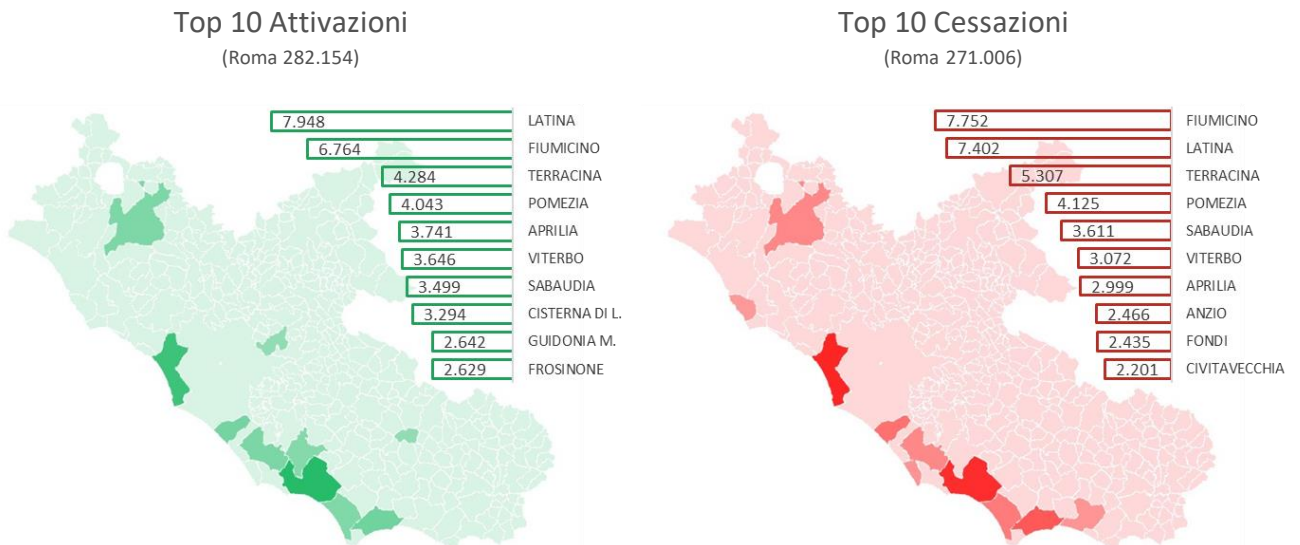 Top 10 Attivazioni
(Roma 282.154)
7.948 LATINA
6.764 FIUMICINO
4.284 TERRACINA
4.043 POMEZIA
3.741 APRILIA
3.646 VITERBO
3.499 SABAUDIA
3.294 CISTERNA DI L.
2.642 GUIDONIA M.
2.629 FROSINONE
Top 10 Cessazioni
(Roma 271.006)
7.752 FIUMICINO
7.402 LATINA
5.307 TERRACINA
4.125 POMEZIA
3.611 SABAUDIA
3.072 VITERBO
2.999 APRILIA
2.466 ANZIO
2.435 FONDI
2.201 CIVITAVECCHIA